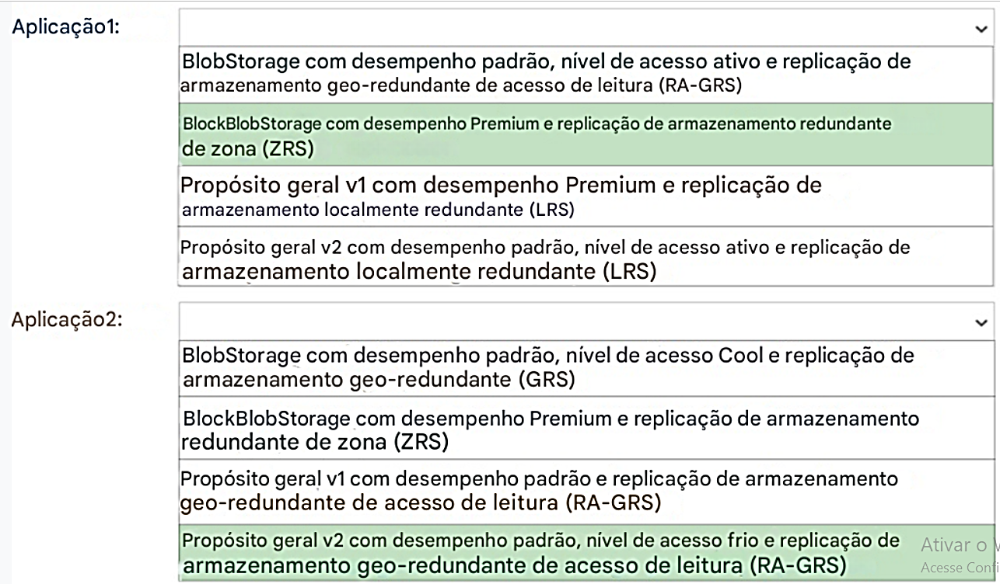 Aplicação1:
BlobStorage com desempenho padrão, nível de acesso ativo e replicação de
armazenamento geo-redundante de acesso de leitura (RA-GRS)
BlockBlobStorage com desempenho Premium e replicação de armazenamento redundante
de zona (ZRS)
Propósito geral v1 com desempenho Premium e replicação de
armazenamento localmente redundante (LRS)
Propósito geral v2 com desempenho padrão, nível de acesso ativo e replicação de
armazenamento localmente redundante (LRS)
Aplicação2:
BlobStorage com desempenho padrão, nível de acesso Cool e replicação de
armazenamento geo-redundante (GRS)
BlockBlobStorage com desempenho Premium e replicação de armazenamento
redundante de zona (ZRS)
Propósito geral v1 com desempenho padrão e replicação de armazenamento
geo-redundante de acesso de leitura (RA-GRS)
Propósito geral v2 com desempenho padrão, nível de acesso frio e replicação de
armazenamento geo-redundante de acesso de leitura (RA-GRS)
Ativar o
Acesse